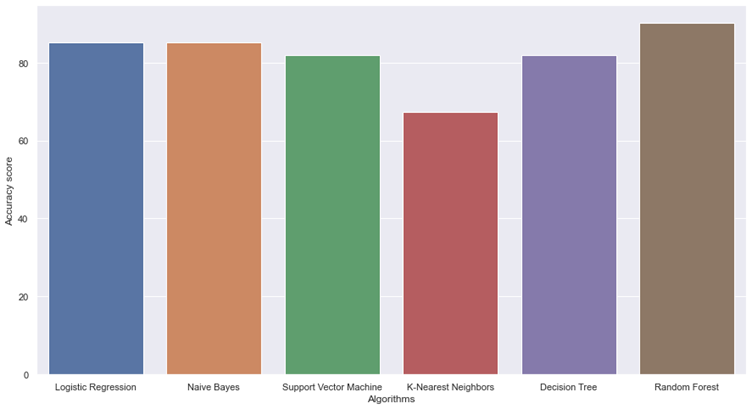 Accuracy score
80
60
40
20
0
Logistic Regression
Naive Bayes
Support Vector Machine
K-Nearest Neighbors
Decision Tree
Random Forest
Algorithms